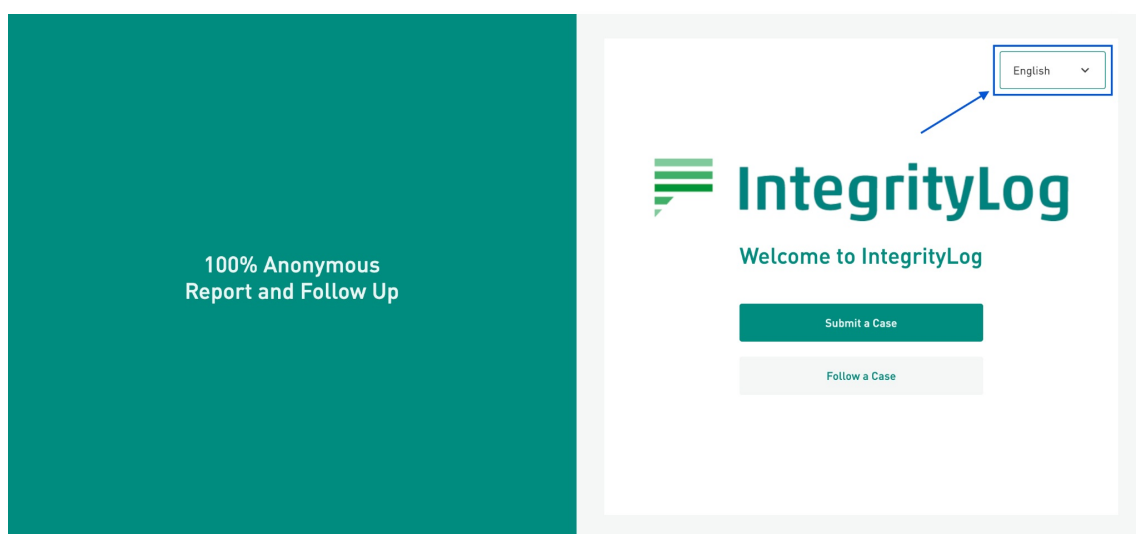 100% Anonymous
Report and Follow Up
English
IntegrityLog
Welcome to IntegrityLog
Submit a Case
Follow a Case